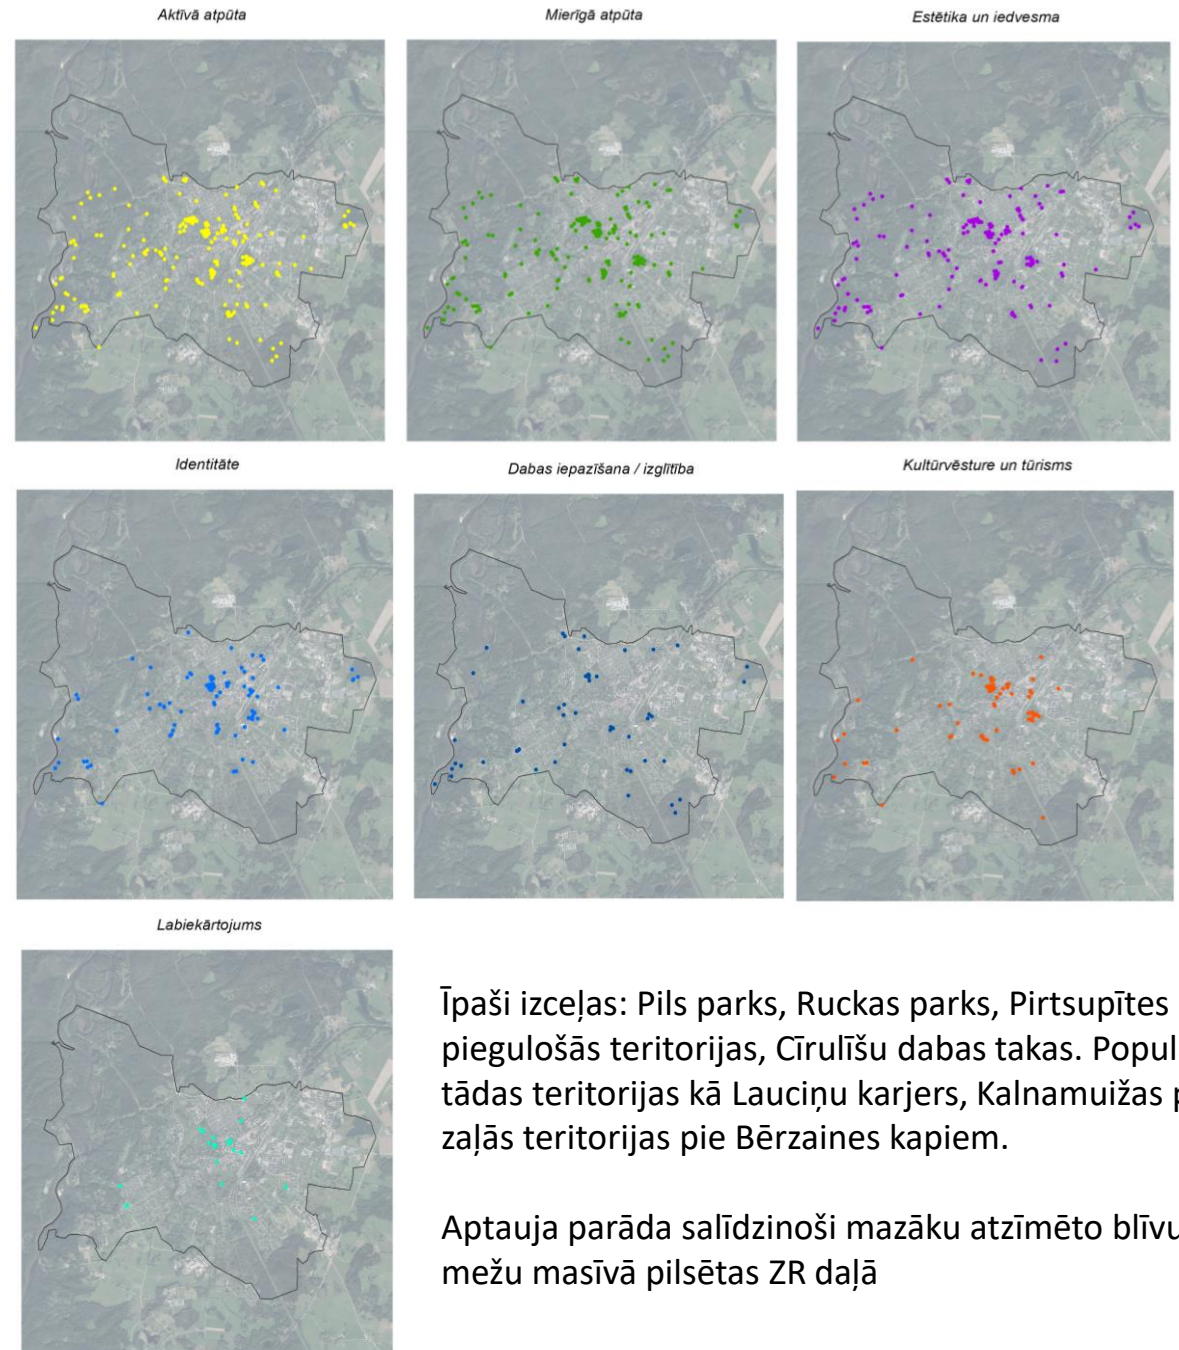 Aktīvā atpūta
Mierīgā atpūta
Estētika un iedvesma
Identitāte
Dabas iepazīšana / izglītība
Kultūrvēsture un tūrisms
Labiekārtojums
Īpaši izceļas: Pils parks, Ruckas parks, Pirtsupītes
piegulošās teritorijas, Cīrulīšu dabas takas.
tādas teritorijas kā Lauciņu karjers, Kalnamuižas
zaļās teritorijas pie Bērzaines kapiem.
Aptauja parāda salīdzinoši mazāku atzīmēto
mežu masīvā pilsētas ZR daļā